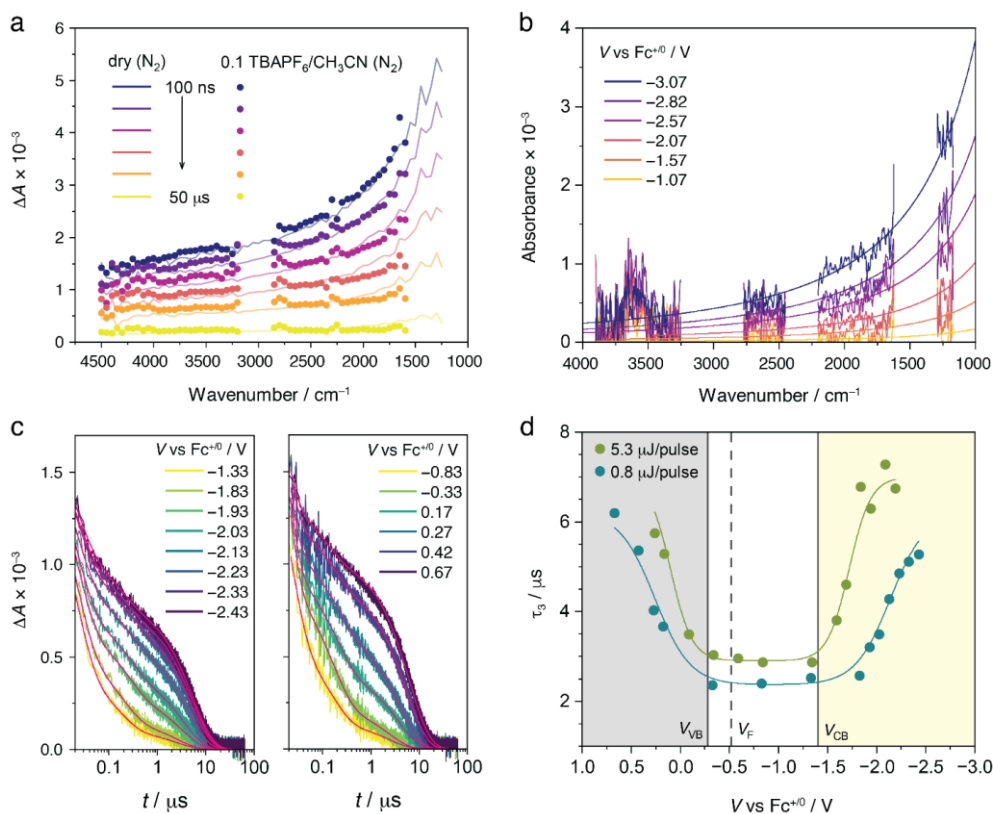 a
6
5
4
3
2
1
0
ΔA × 10⁻³
dry (N₂)
0.1 TBAPF₆/CH₃CN (N₂)
100 ns
50 μs
4500 4000 3500 3000 2500 2000 1500 1000
Wavenumber / cm⁻¹
b
4
3
2
1
0
Absorbance × 10⁻³
V vs Fc⁺ᐟ⁰ / V
−3.07
−2.82
−2.57
−2.07
−1.57
−1.07
3500 3000 2500 2000 1500 1000
Wavenumber / cm⁻¹
c
1.5
1.0
0.5
0.0
ΔA × 10⁻³
V vs Fc⁺ᐟ⁰ / V
−1.33
−1.83
−1.93
−2.03
−2.13
−2.23
−2.33
−2.43
0.1 1 10 100
t / μs
V vs Fc⁺ᐟ⁰ / V
−0.83
−0.33
0.17
0.27
0.42
0.67
0.1 1 10 100
t / μs
d
8
6
4
2
τ₃ / μs
5.3 μJ/pulse
0.8 μJ/pulse
V_VB
V_F
V_CB
1.0 0.5 0.0 −0.5 −1.0 −1.5 −2.0 −2.5 −3.0
V vs Fc⁺ᐟ⁰ / V